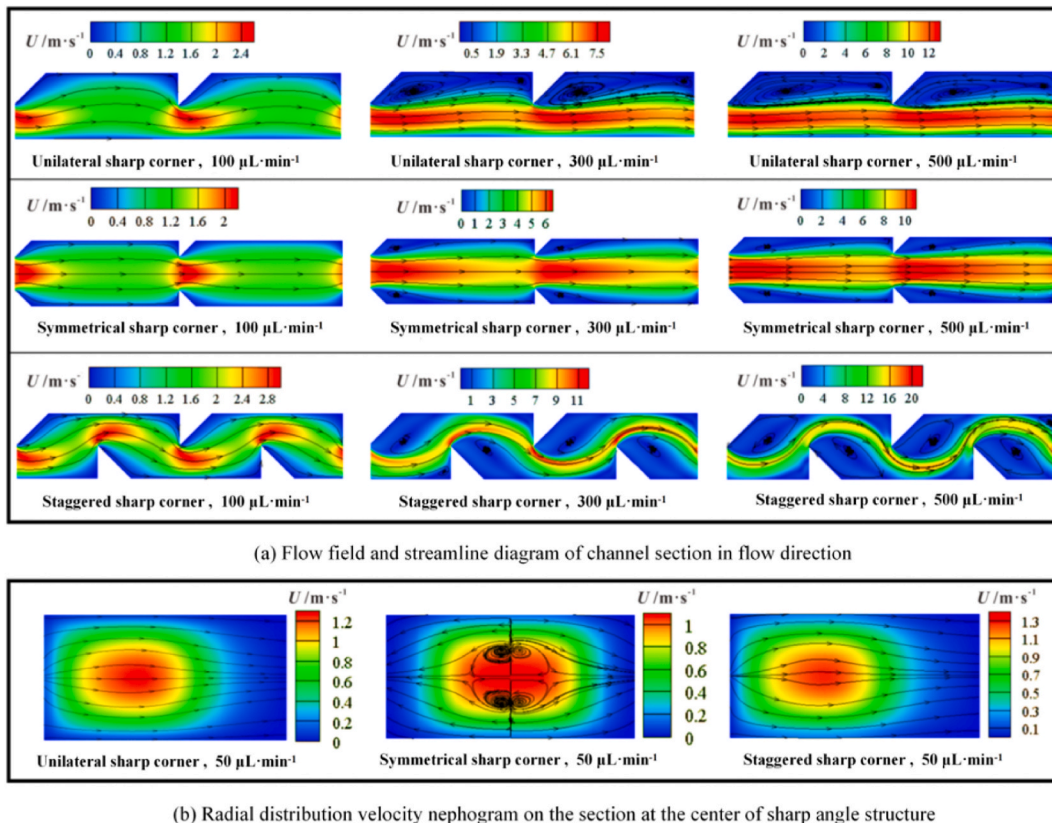 U/m·s⁻¹ U/m·s⁻¹ U/m·s⁻¹
0 0.4 0.8 1.2 1.6 2 2.4 0.5 1.9 3.3 4.7 6.1 7.5 0 2 4 6 8 10 12
Unilateral sharp corner , 100 μL·min⁻¹ Unilateral sharp corner , 300 μL·min⁻¹ Unilateral sharp corner , 500 μL·min⁻¹
U/m·s⁻¹ U/m·s⁻¹ U/m·s⁻¹
0 0.4 0.8 1.2 1.6 2 0 1 2 3 4 5 6 0 2 4 6 8 10
Symmetrical sharp corner , 100 μL·min⁻¹ Symmetrical sharp corner , 300 μL·min⁻¹ Symmetrical sharp corner , 500 μL·min⁻¹
U/m·s⁻ U/m·s⁻¹ U/m·s⁻¹
0 0.4 0.8 1.2 1.6 2 2.4 2.8 1 3 5 7 9 11 0 4 8 12 16 20
Staggered sharp corner , 100 μL·min⁻¹ Staggered sharp corner , 300 μL·min⁻¹ Staggered sharp corner , 500 μL·min⁻¹
(a) Flow field and streamline diagram of channel section in flow direction
U/m·s⁻¹ U/m·s⁻¹ U/m·s⁻¹
1.2 1 1.3
1 0.8 1.1
0.8 0.6 0.9
0.6 0.4 0.7
0.4 0.2 0.5
0.2 0 0.3
0 0.1
Unilateral sharp corner , 50 μL·min⁻¹ Symmetrical sharp corner , 50 μL·min⁻¹ Staggered sharp corner , 50 μL·min⁻¹
(b) Radial distribution velocity nephogram on the section at the center of sharp angle structure